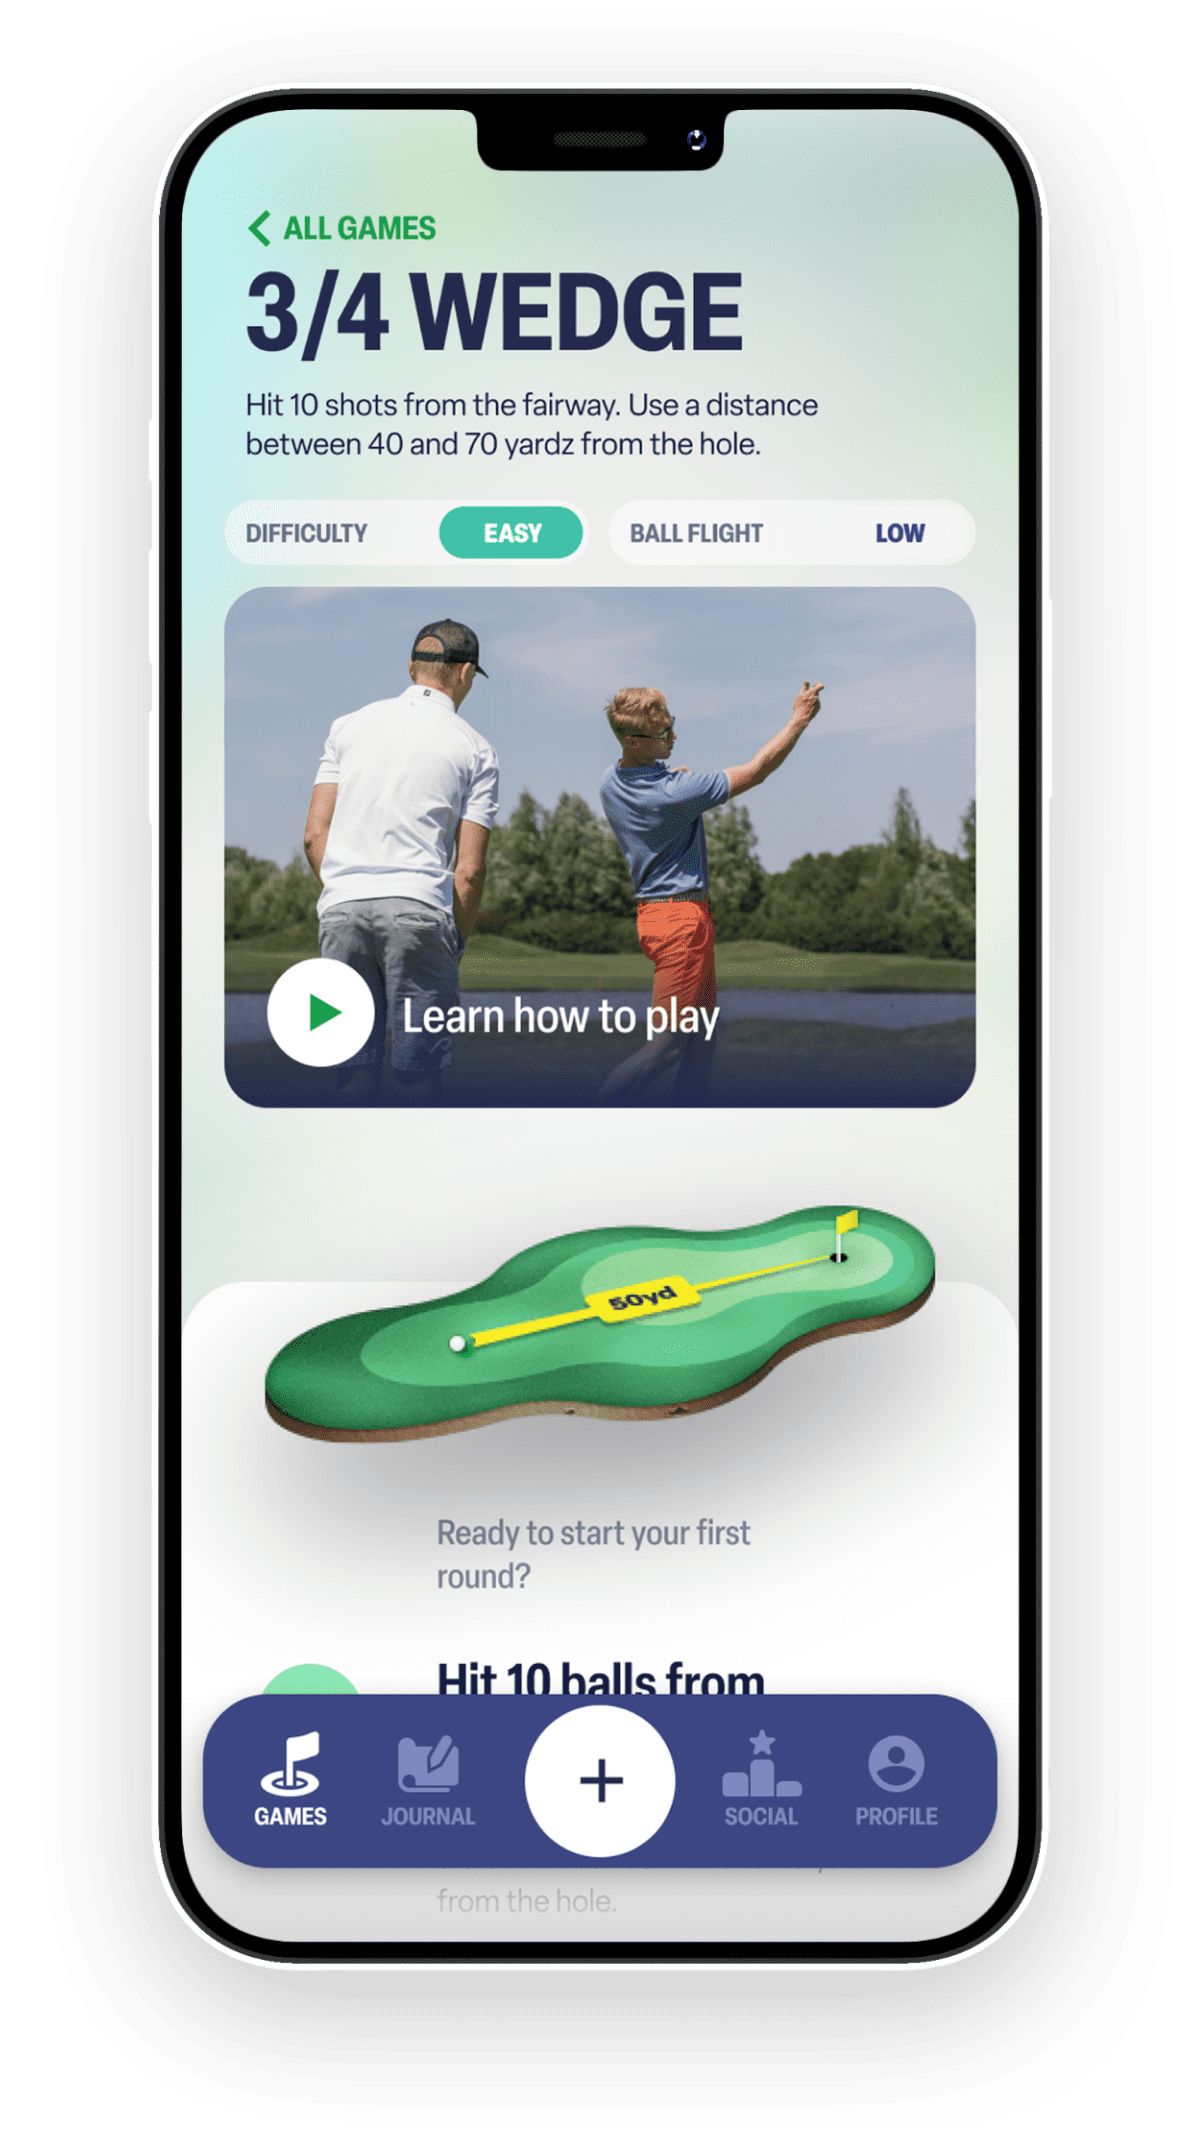 ALL GAMES
3/4 WEDGE
Hit 10 shots from the fairway. Use a distance
between 40 and 70 yardz from the hole.
DIFFICULTY EASY BALL FLIGHT LOW
Learn how to play
50yd
Ready to start your first
round?
Hit 10 balls from
GAMES JOURNAL SOCIAL PROFILE
from the hole.